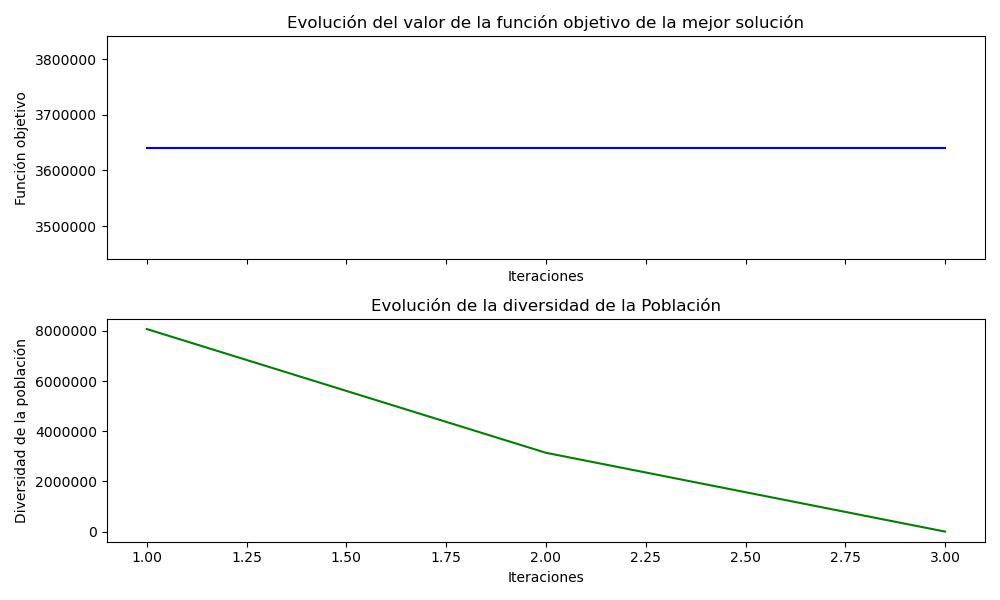 Evolución del valor de la función objetivo de la mejor solución
Función objetivo
3800000
3700000
3600000
3500000
Iteraciones
Evolución de la diversidad de la Población
Diversidad de la población
8000000
6000000
4000000
2000000
0
1.00 1.25 1.50 1.75 2.00 2.25 2.50 2.75 3.00
Iteraciones